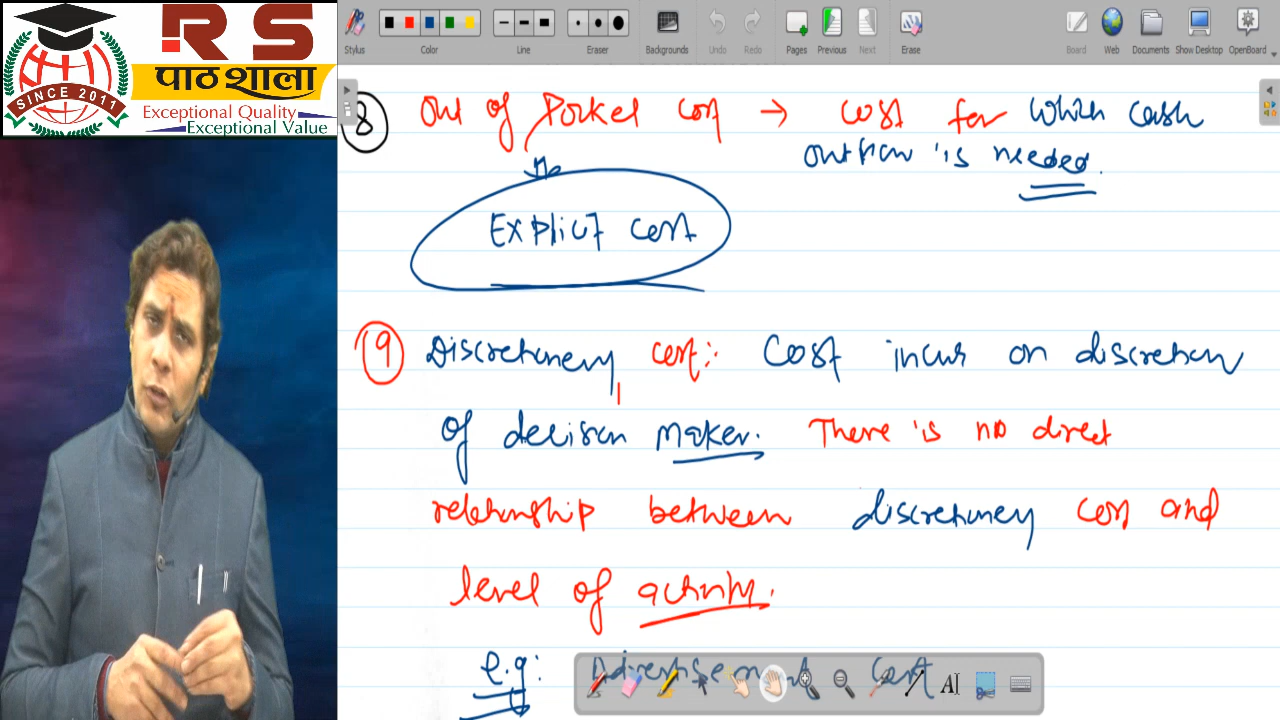 RS
पाठशाला
SINCE 2011
Exceptional Quality
Exceptional Value
Stylus
Color
Line
Eraser
Backgrounds
Undo
Redo
Pages
Previous
Next
Erase
Board
Web
Documents
Show Desktop
OpenBoard
8 Out of Pocket cost → cost for which cash
outflow is needed.
Explicit cost
9 Discretionery cost:- Cost incur on discretion
of decision maker. There is no direct
relationship between discretionery cost and
level of activity.
e.g: Advertisement cost